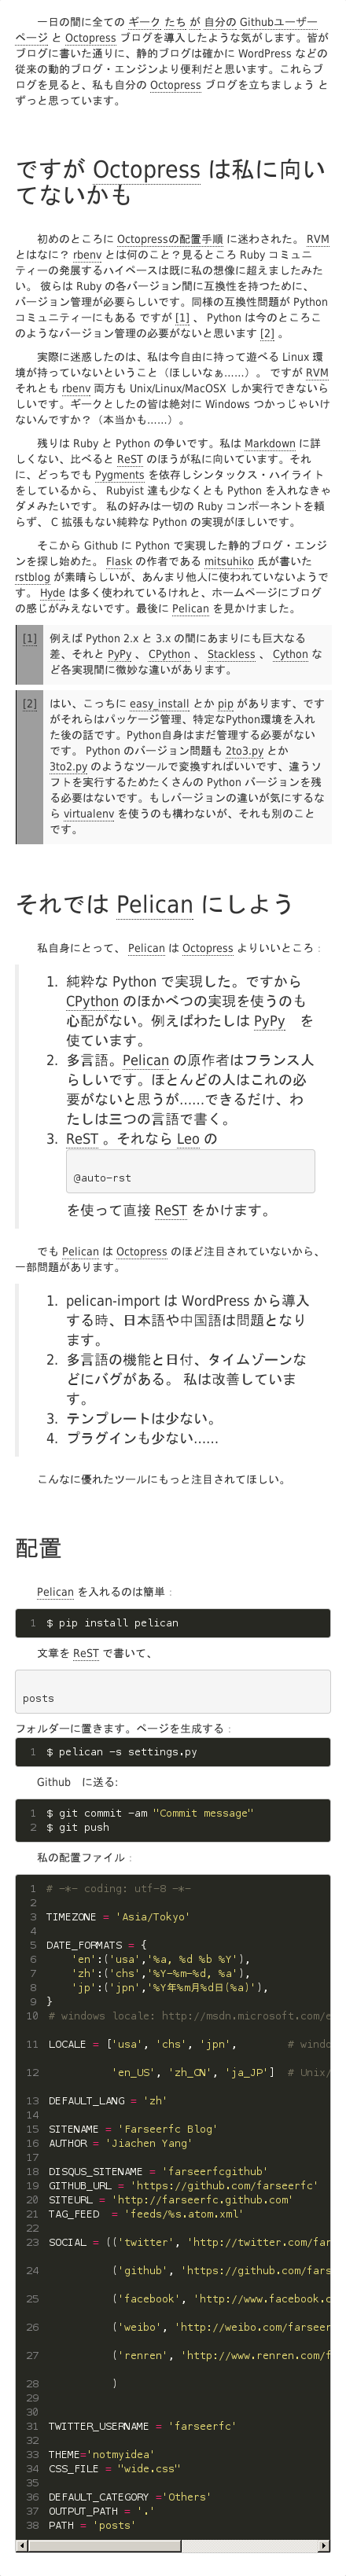 一日の間に全ての ギーク たち が 自分の Githubユーザー
ページ と Octopress ブログを導入したような気がします。皆が
ブログに書いた通りに、静的ブログは確かに WordPress などの
従来の動的ブログ・エンジンより便利だと思います。これらブ
ログを見ると、私も自分の Octopress ブログを立ちましょう と
ずっと思っています。
ですが Octopress は私に向い
てないかも
初めのところに Octopressの配置手順 に迷わされた。 RVM
とはなに？ rbenv とは何のこと？見るところ Ruby コミュニ
ティーの発展するハイペースは既に私の想像に超えましたみた
い。 彼らは Ruby の各バージョン間に互換性を持つために、
バージョン管理が必要らしいです。同様の互換性問題が Python
コミュニティーにもある ですが [1] 、 Python は今のところこ
のようなバージョン管理の必要がないと思います [2] 。
実際に迷惑したのは、私は今自由に持って遊べる Linux 環
境が持っていないということ（ほしいなぁ……）。 ですが RVM
それとも rbenv 両方も Unix/Linux/MacOSX しか実行できないら
しいです。ギークとしたの皆は絶対に Windows つかっじゃいけ
ないんですか？（本当かも……）。
残りは Ruby と Python の争いです。私は Markdown に詳
しくない、比べると ReST のほうが私に向いています。それ
に、どっちでも Pygments を依存しシンタックス・ハイライト
をしているから、 Rubyist 達も少なくとも Python を入れなきゃ
ダメみたいです。 私の好みは一切の Ruby コンポーネントを頼
らず、 C 拡張もない純粋な Python の実現がほしいです。
そこから Github に Python で実現した静的ブログ・エンジ
ンを探し始めた。 Flask の作者である mitsuhiko 氏が書いた
rstblog が素晴らしいが、あんまり他人に使われていないようで
す。 Hyde は多く使われているけれと、ホームページにブログ
の感じがみえないです。最後に Pelican を見かけました。
[1] 例えば Python 2.x と 3.x の間にあまりにも巨大なる
差、それと PyPy 、 CPython 、 Stackless 、 Cython な
ど各実現間に微妙な違いがあります。
[2] はい、こっちに easy_install とか pip があります、です
がそれらはパッケージ管理、特定なPython環境を入れ
た後の話です。Python自身はまだ管理する必要がない
です。 Python のバージョン問題も 2to3.py とか
3to2.py のようなツールで変換すればいいです、違うソ
フトを実行するためたくさんの Python バージョンを残
る必要はないです。もしバージョンの違いが気にするな
ら virtualenv を使うのも構わないが、それも別のこと
です。
それでは Pelican にしよう
私自身にとって、 Pelican は Octopress よりいいところ :
1. 純粋な Python で実現した。ですから
CPython のほかべつの実現を使うのも
心配がない。例えばわたしは PyPy を
使ています。
2. 多言語。Pelican の原作者はフランス人
らしいです。ほとんどの人はこれの必
要がないと思うが……できるだけ、わ
たしは三つの言語で書く。
3. ReST 。それなら Leo の
@auto-rst
を使って直接 ReST をかけます。
でも Pelican は Octopress のほど注目されていないから、
一部問題があります。
1. pelican-import は WordPress から導入
する時、日本語や中国語は問題となり
ます。
2. 多言語の機能と日付、タイムゾーンな
どにバグがある。 私は改善していま
す。
3. テンプレートは少ない。
4. プラグインも少ない……
こんなに優れたツールにもっと注目されてほしい。
配置
Pelican を入れるのは簡単 :
1 $ pip install pelican
文章を ReST で書いて、
posts
フォルダーに置きます。ページを生成する :
1 $ pelican -s settings.py
Github に送る:
1 $ git commit -am "Commit message"
2 $ git push
私の配置ファイル :
1 # -*- coding: utf-8 -*-
2
3 TIMEZONE = 'Asia/Tokyo'
4
5 DATE_FORMATS = {
6 'en':('usa','%a, %d %b %Y'),
7 'zh':('chs','%Y-%m-%d, %a'),
8 'jp':('jpn','%Y年%m月%d日(%a)'),
9 }
10 # windows locale: http://msdn.microsoft.com/e
11 LOCALE = ['usa', 'chs', 'jpn', # windo
12 'en_US', 'zh_CN', 'ja_JP'] # Unix/
13 DEFAULT_LANG = 'zh'
14
15 SITENAME = 'Farseerfc Blog'
16 AUTHOR = 'Jiachen Yang'
17
18 DISQUS_SITENAME = 'farseerfcgithub'
19 GITHUB_URL = 'https://github.com/farseerfc'
20 SITEURL = 'http://farseerfc.github.com'
21 TAG_FEED = 'feeds/%s.atom.xml'
22
23 SOCIAL = (('twitter', 'http://twitter.com/far
24 ('github', 'https://github.com/fars
25 ('facebook', 'http://www.facebook.c
26 ('weibo', 'http://weibo.com/farseer
27 ('renren', 'http://www.renren.com/f
28 )
29
30
31 TWITTER_USERNAME = 'farseerfc'
32
33 THEME='notmyidea'
34 CSS_FILE = "wide.css"
35
36 DEFAULT_CATEGORY ='Others'
37 OUTPUT_PATH = '.'
38 PATH = 'posts'